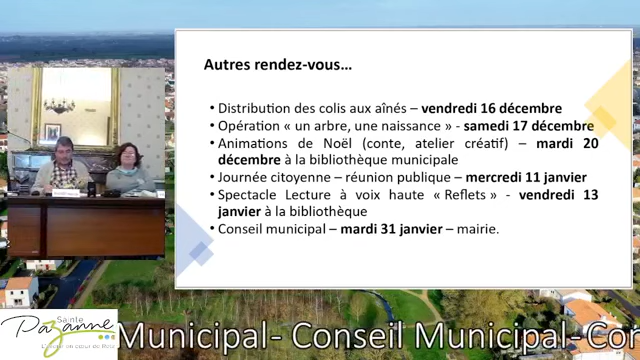 Autres rendez-vous...
• Distribution des colis aux aînés – vendredi 16 décembre
• Opération « un arbre, une naissance » - samedi 17 décembre
• Animations de Noël (conte, atelier créatif) – mardi 20
décembre à la bibliothèque municipale
• Journée citoyenne – réunion publique – mercredi 11 janvier
• Spectacle Lecture à voix haute « Reflets » - vendredi 13
janvier à la bibliothèque
• Conseil municipal – mardi 31 janvier – mairie.
Sainte
Pazanne
Municipal- Conseil Municipal- Con